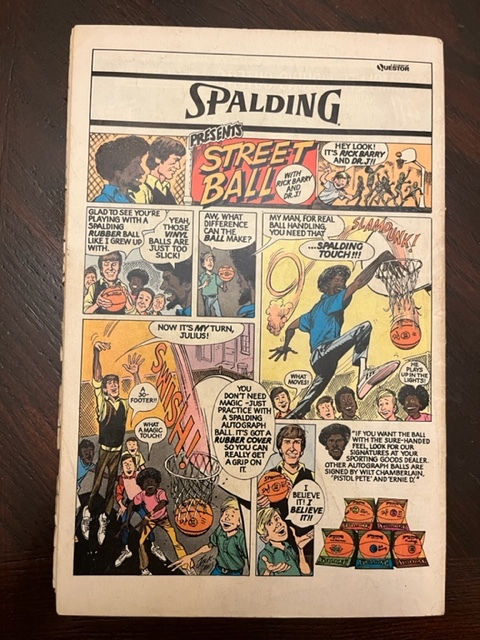 QUESTOR
SPALDING
PRESENTS
STREET
BALL
WITH
RICK BARRY
AND
DR.J!
HEY LOOK!
IT'S RICK BARRY
AND DR.J!!
GLAD TO SEE YOU'RE
PLAYING WITH A
SPALDING
RUBBER BALL
LIKE I GREW UP
WITH.
YEAH,
THOSE
VINYL
BALLS ARE
JUST TOO
SLICK!
AW, WHAT
DIFFERENCE
CAN THE
BALL MAKE?
MY MAN, FOR REAL
BALL HANDLING,
YOU NEED THAT
...SPALDING
TOUCH!!!
SLAMDUNK!
WHAT
MOVES!
HE
PLAYS
UP IN THE
LIGHTS!
NOW IT'S MY TURN,
JULIUS!
SWISH!
A
30-
FOOTER!!
WHAT
A MAGIC
TOUCH!
YOU
DON'T NEED
MAGIC-JUST
PRACTICE WITH
A SPALDING
AUTOGRAPH
BALL. IT'S GOT A
RUBBER COVER
SO YOU CAN
REALLY GET
A GRIP ON
IT.
I
BELIEVE
IT! I
BELIEVE
IT!!
"IF YOU WANT THE BALL
WITH THE SURE-HANDED
FEEL, LOOK FOR OUR
SIGNATURES AT YOUR
SPORTING GOODS DEALER.
OTHER AUTOGRAPH BALLS ARE
SIGNED BY WILT CHAMBERLAIN,
'PISTOL PETE' AND 'ERNIE D.'"